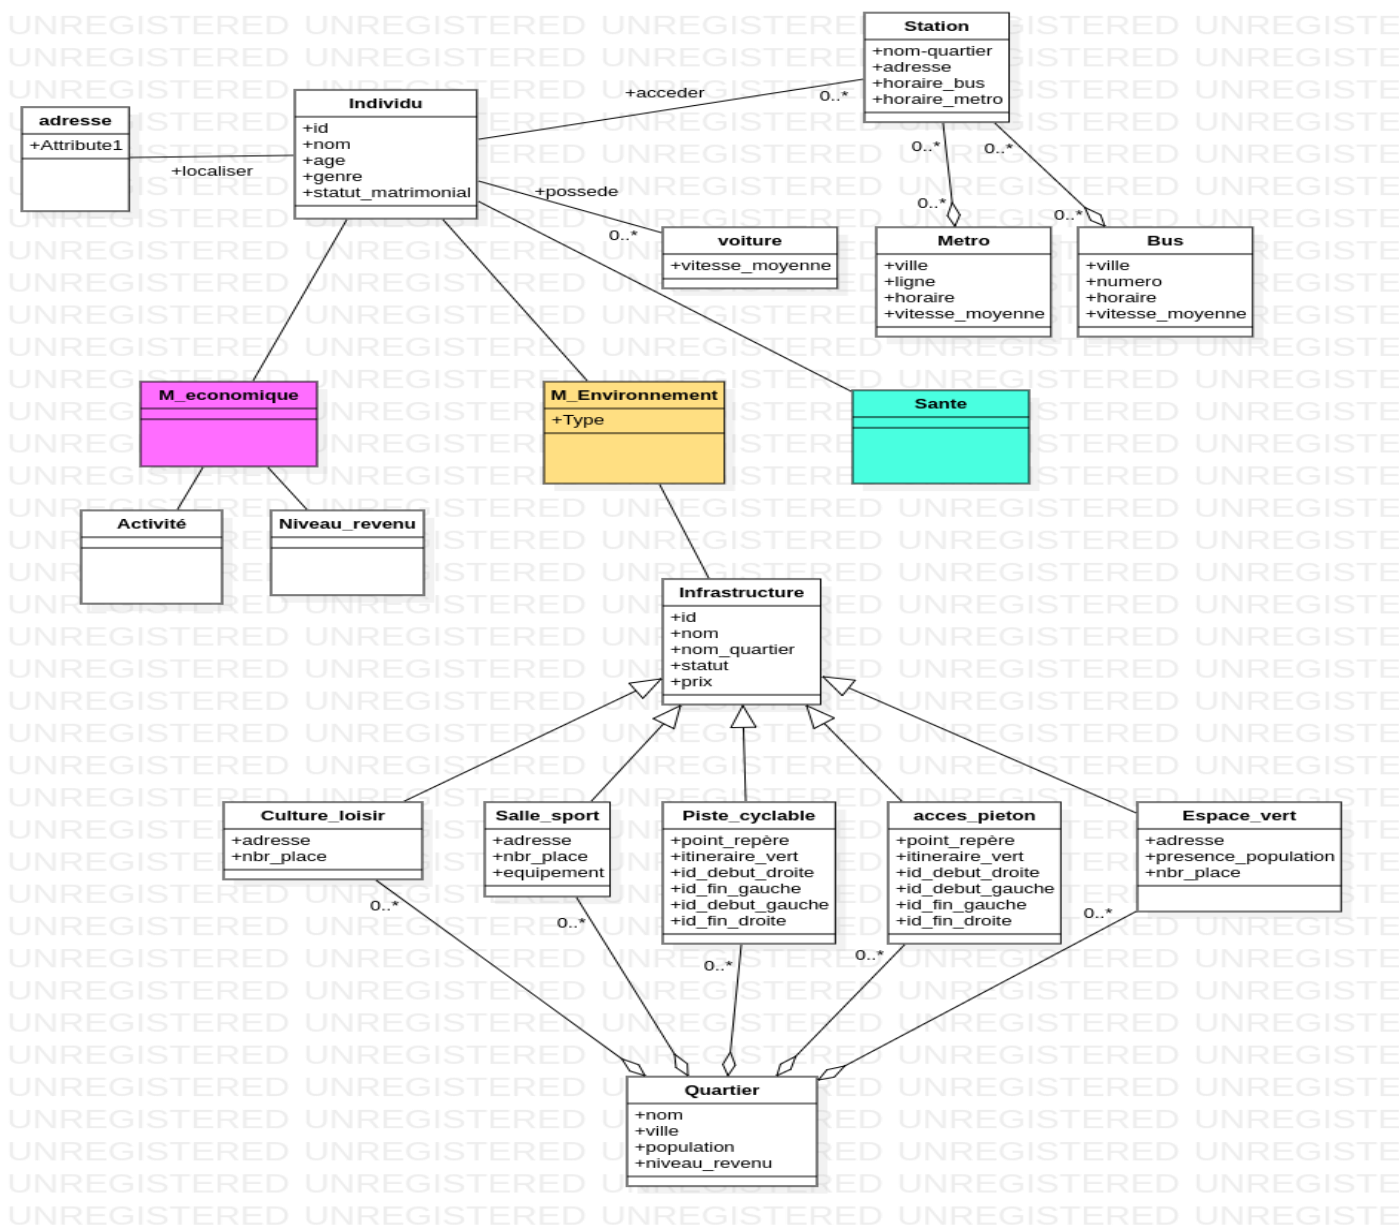 Station
+nom-quartier
+adresse
+horaire_bus
+horaire_metro
+acceder
0..*
Individu
+id
+nom
+age
+genre
+statut_matrimonial
adresse
+Attribute1
+localiser
+possede
0..*
voiture
+vitesse_moyenne
0..*
0..*
0..*
0..*
Metro
+ville
+ligne
+horaire
+vitesse_moyenne
Bus
+ville
+numero
+horaire
+vitesse_moyenne
M_economique
M_Environnement
+Type
Sante
Activité
Niveau_revenu
Infrastructure
+id
+nom
+nom_quartier
+statut
+prix
Culture_loisir
+adresse
+nbr_place
Salle_sport
+adresse
+nbr_place
+equipement
Piste_cyclable
+point_repère
+itineraire_vert
+id_debut_droite
+id_fin_gauche
+id_debut_gauche
+id_fin_droite
acces_pieton
+point_repère
+itineraire_vert
+id_debut_droite
+id_debut_gauche
+id_fin_gauche
+id_fin_droite
Espace_vert
+adresse
+presence_population
+nbr_place
0..*
0..*
0..*
0..*
0..*
Quartier
+nom
+ville
+population
+niveau_revenu
UNREGISTERED